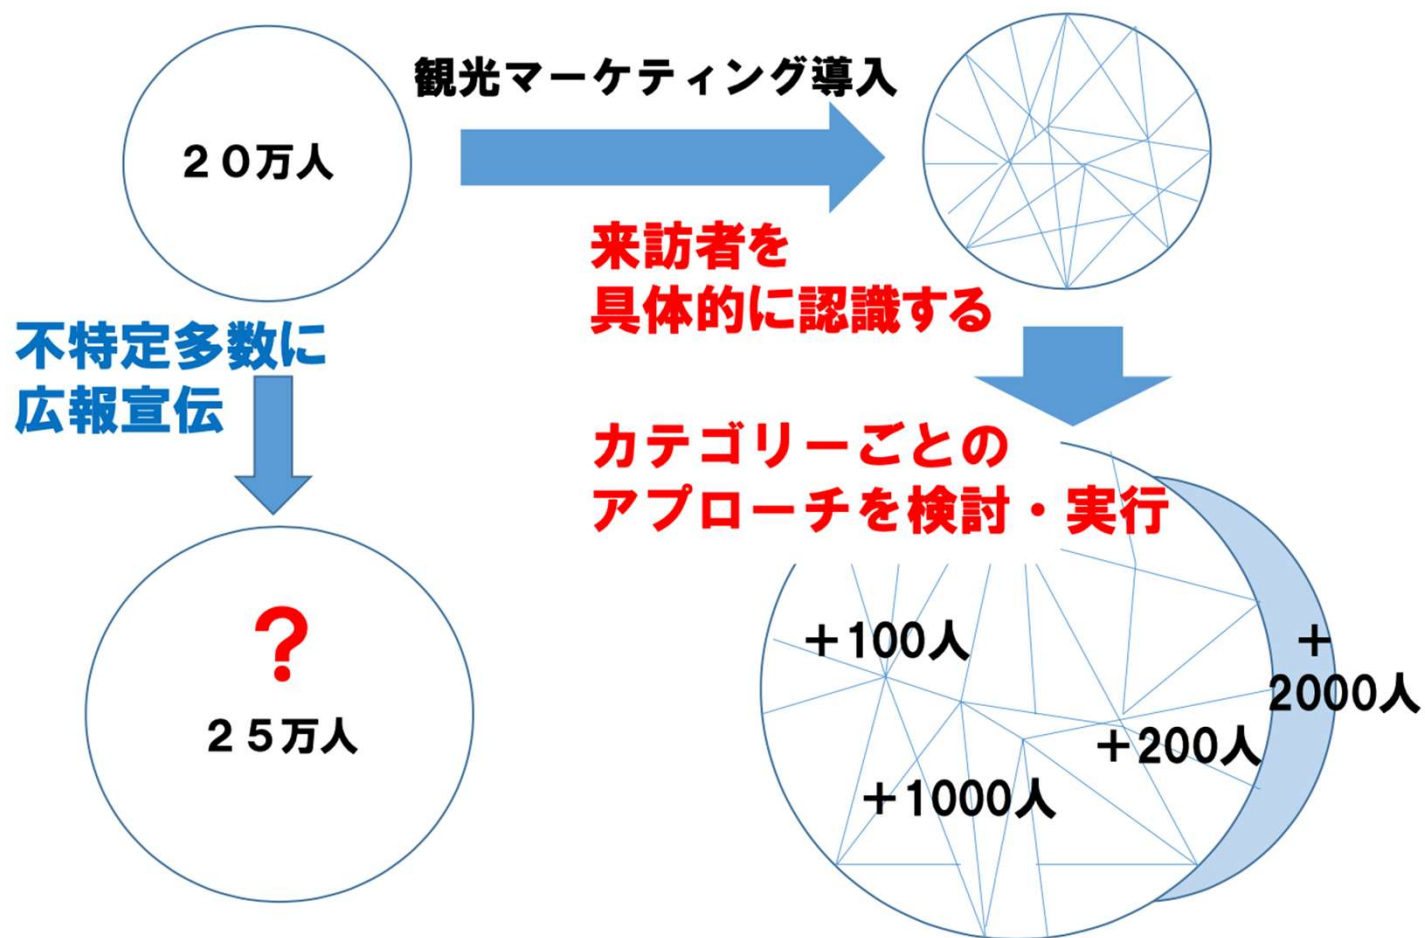 観光マーケティング導入
２０万人
来訪者を
具体的に認識する
不特定多数に
広報宣伝
カテゴリーごとの
アプローチを検討・実行
？
２５万人
＋100人
＋
2000人
＋200人
＋1000人